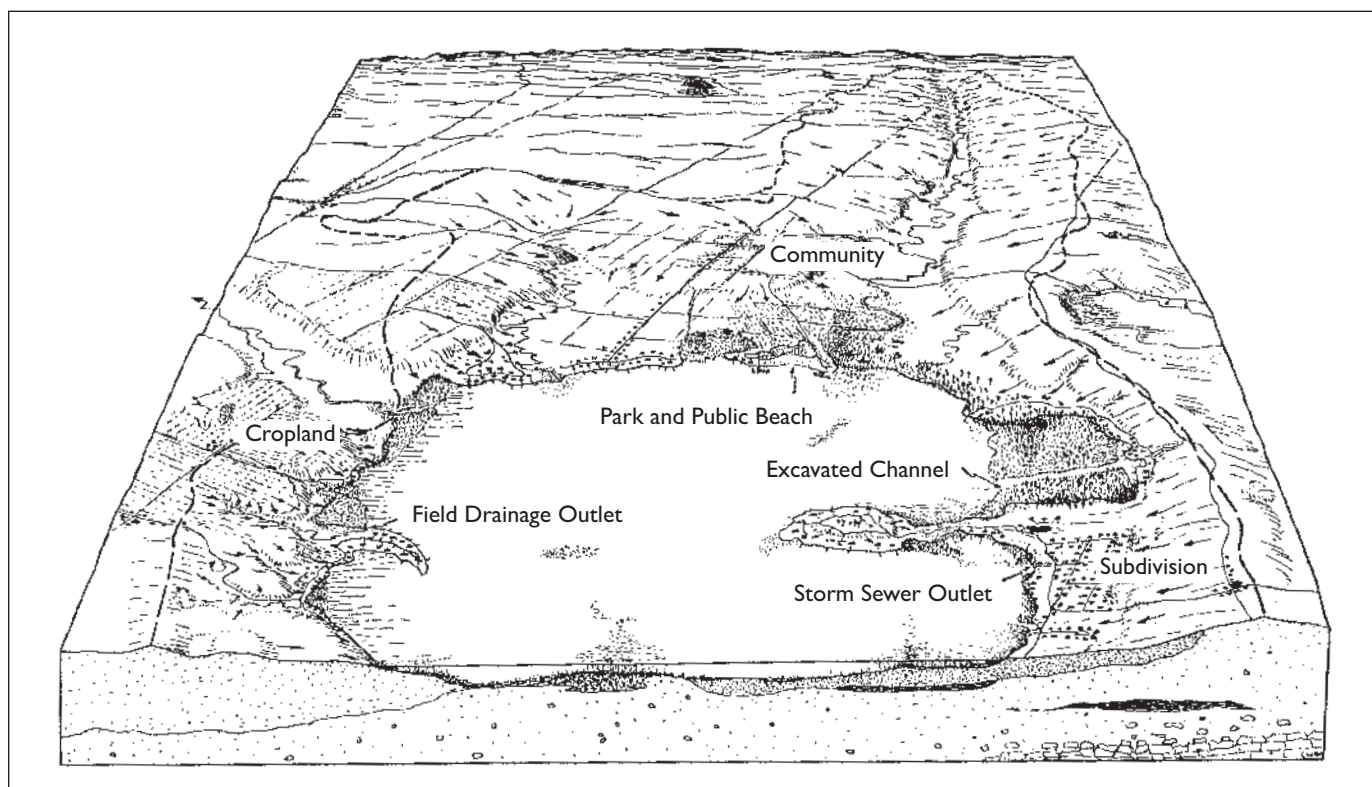 Community
Park and Public Beach
Cropland
Excavated Channel
Field Drainage Outlet
Subdivision
Storm Sewer Outlet